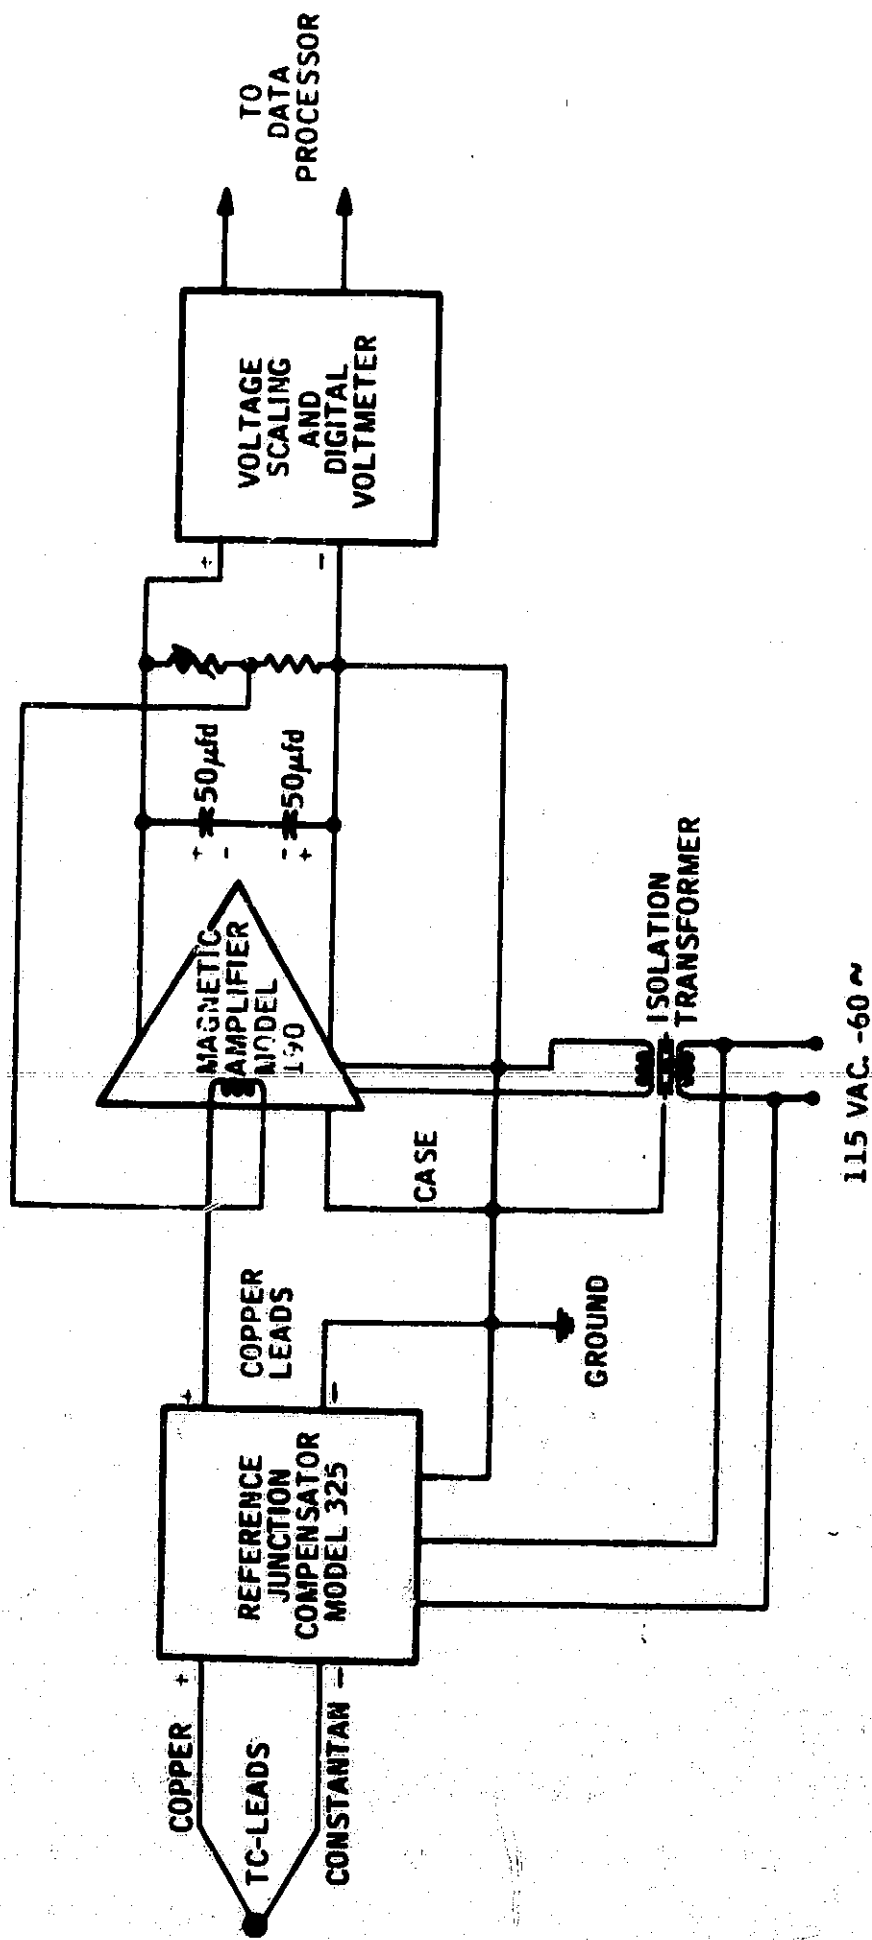 COPPER
+
TC-LEADS
CONSTANTAN
-
REFERENCE
JUNCTION
COMPENSATOR
MODEL 325
+
-
COPPER
LEADS
GROUND
CASE
MAGNETIC
AMPLIFIER
MODEL
190
+
50μfd
-
-
50μfd
+
ISOLATION
TRANSFORMER
115 VAC. -60 ~
+
-
VOLTAGE
SCALING
AND
DIGITAL
VOLTMETER
TO
DATA
PROCESSOR